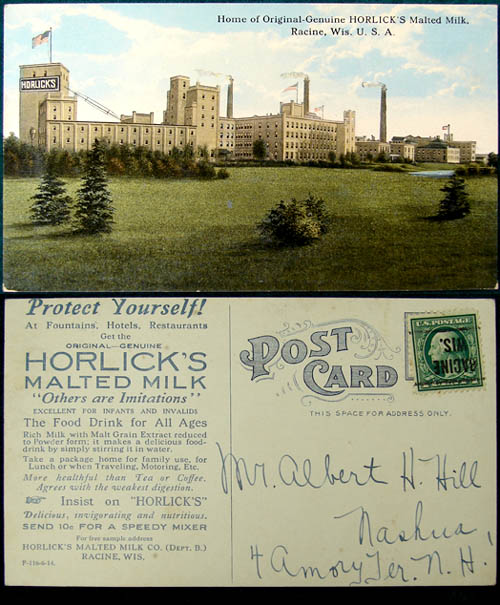 Home of Original-Genuine HORLICK'S Malted Milk.
Racine, Wis. U. S. A.
HORLICK'S
Protect Yourself!
At Fountains, Hotels, Restaurants
Get the
ORIGINAL-GENUINE
HORLICK'S
MALTED MILK
"Others are Imitations"
EXCELLENT FOR INFANTS AND INVALIDS
The Food Drink for All Ages
Rich Milk with Malt Grain Extract reduced
to Powder form; it makes a delicious food-
drink by simply stirring it in water.
Take a package home for family use, for
Lunch or when Traveling, Motoring, Etc.
More healthful than Tea or Coffee.
Agrees with the weakest digestion.
Insist on "HORLICK'S"
Delicious, invigorating and nutritious.
SEND 10c FOR A SPEEDY MIXER
For free sample address
HORLICK'S MALTED MILK CO. (DEPT. B.)
RACINE, WIS.
F-116-6-14.
POST CARD
THIS SPACE FOR ADDRESS ONLY.
U.S. POSTAGE
RACINE
WIS.
Mr. Albert H. Hill
Nashua,
4 Amory Ter. N. H.